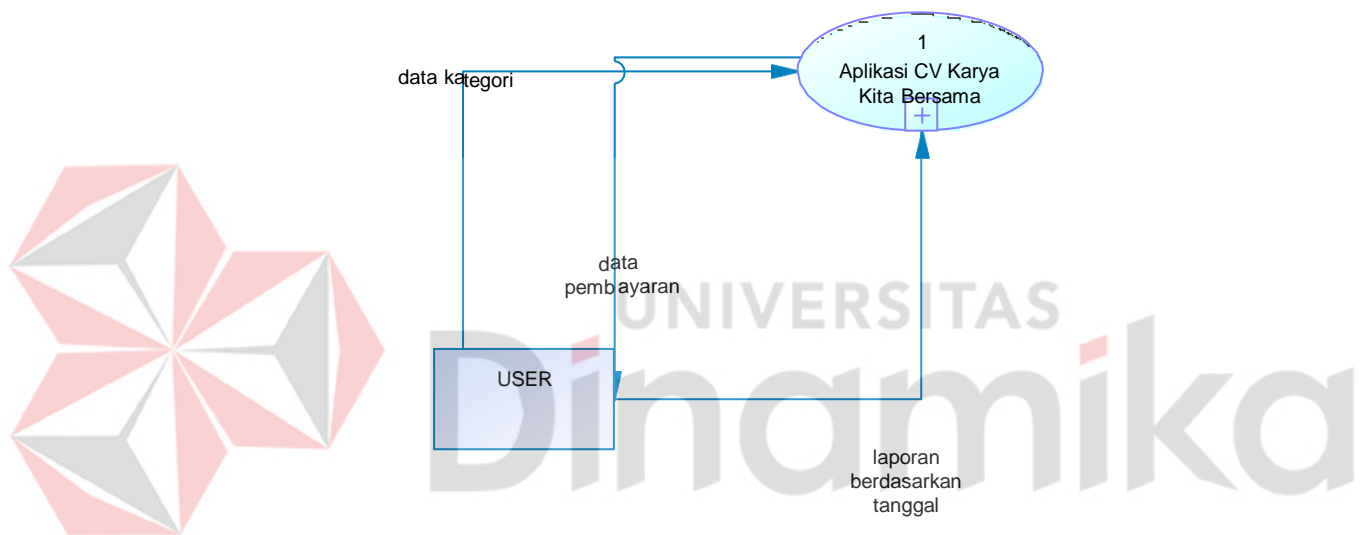 1
Aplikasi CV Karya
Kita Bersama
data kategori
data
pembayaran
UNIVERSITAS
Dinamika
USER
laporan
berdasarkan
tanggal